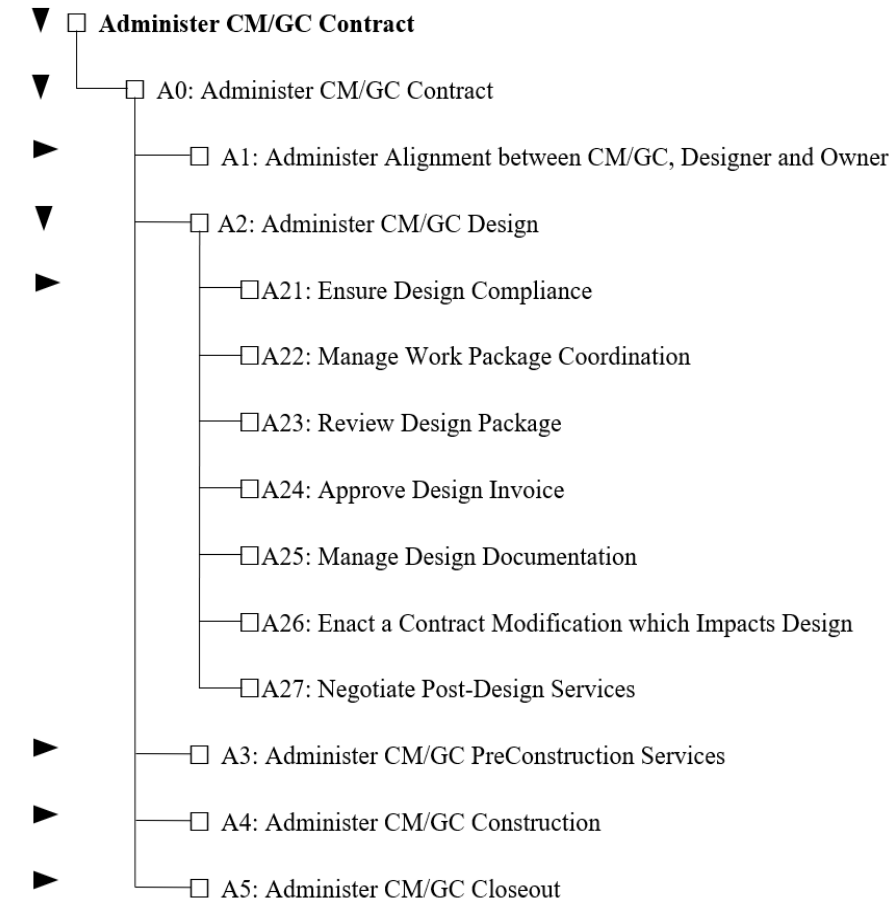 Administer CM/GC Contract
A0: Administer CM/GC Contract
A1: Administer Alignment between CM/GC, Designer and Owner
A2: Administer CM/GC Design
A21: Ensure Design Compliance
A22: Manage Work Package Coordination
A23: Review Design Package
A24: Approve Design Invoice
A25: Manage Design Documentation
A26: Enact a Contract Modification which Impacts Design
A27: Negotiate Post-Design Services
A3: Administer CM/GC PreConstruction Services
A4: Administer CM/GC Construction
A5: Administer CM/GC Closeout